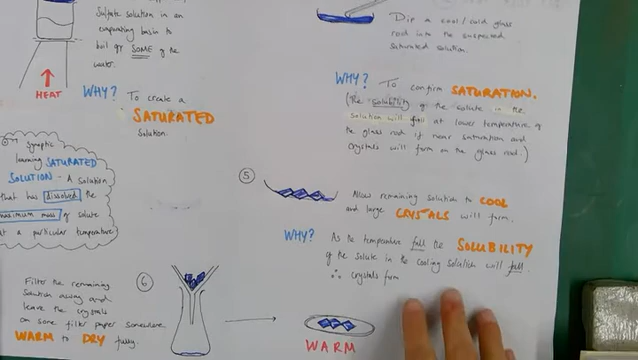 Sulfate solution in an
evaporating basin to
boil off SOME of the
water.
HEAT
WHY? To create a
SATURATED
solution.
Synoptic
learning SATURATED
SOLUTION - A solution
that has dissolved the
maximum mass of solute
at a particular temperature
Dip a cool/cold glass
rod into the suspected
saturated solution.
WHY? To confirm SATURATION.
(The solubility of the solute in the
solution will fall at lower temperature of
the glass rod if near saturation and
crystals will form on the glass rod.)
5
Allow remaining solution to COOL
and large CRYSTALS will form.
WHY? As the temperature fall the SOLUBILITY
of the solute in the cooling solution will fall.
∴ crystals form
6
Filter the remaining
solution away and
leave the crystals
on some filter paper somewhere
WARM to DRY fully.
WARM